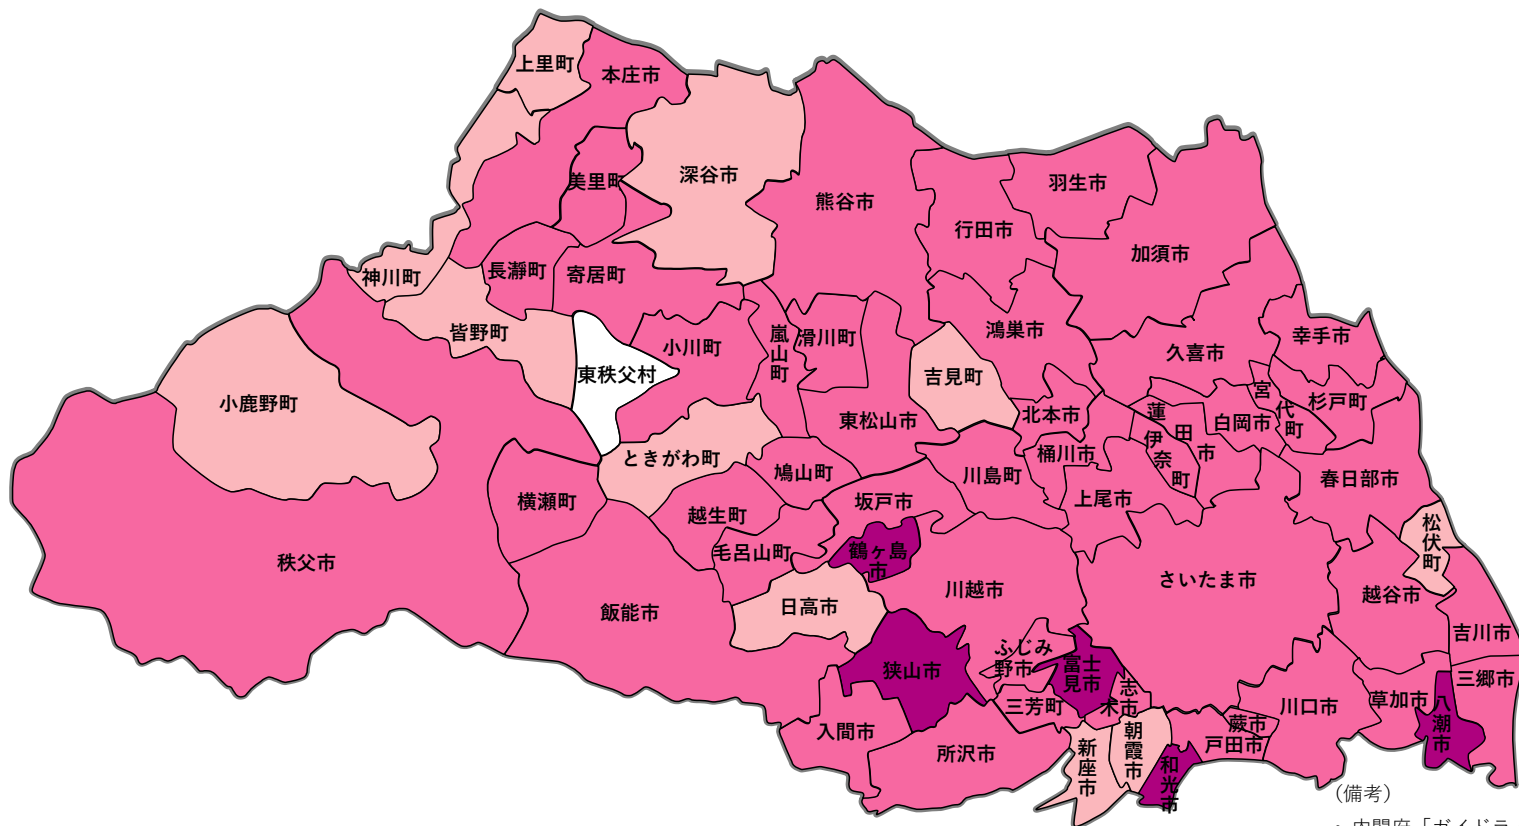 上里町
本庄市
美里町
深谷市
熊谷市
行田市
羽生市
加須市
神川町
長瀞町
寄居町
皆野町
東秩父村
小川町
嵐山町
滑川町
吉見町
鴻巣市
久喜市
幸手市
小鹿野町
ときがわ町
東松山市
北本市
桶川市
蓮田市
伊奈町
白岡市
宮代町
杉戸町
春日部市
松伏町
横瀬町
鳩山町
川島町
上尾市
越生町
坂戸市
毛呂山町
鶴ヶ島
市
秩父市
飯能市
日高市
川越市
さいたま市
越谷市
吉川市
狭山市
ふじみ
野市
富士
見市
志
木市
三芳町
入間市
所沢市
新座市
朝霞市
和光市
蕨市
戸田市
川口市
草加市
八潮市
三郷市
（備考）